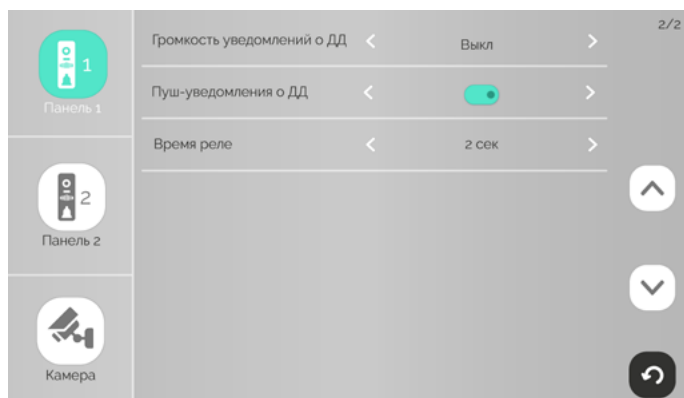 2/2
1
Панель 1
Громкость уведомлений о ДД
Выкл
Пуш-уведомления о ДД
Время реле
2 сек
2
Панель 2
Камера